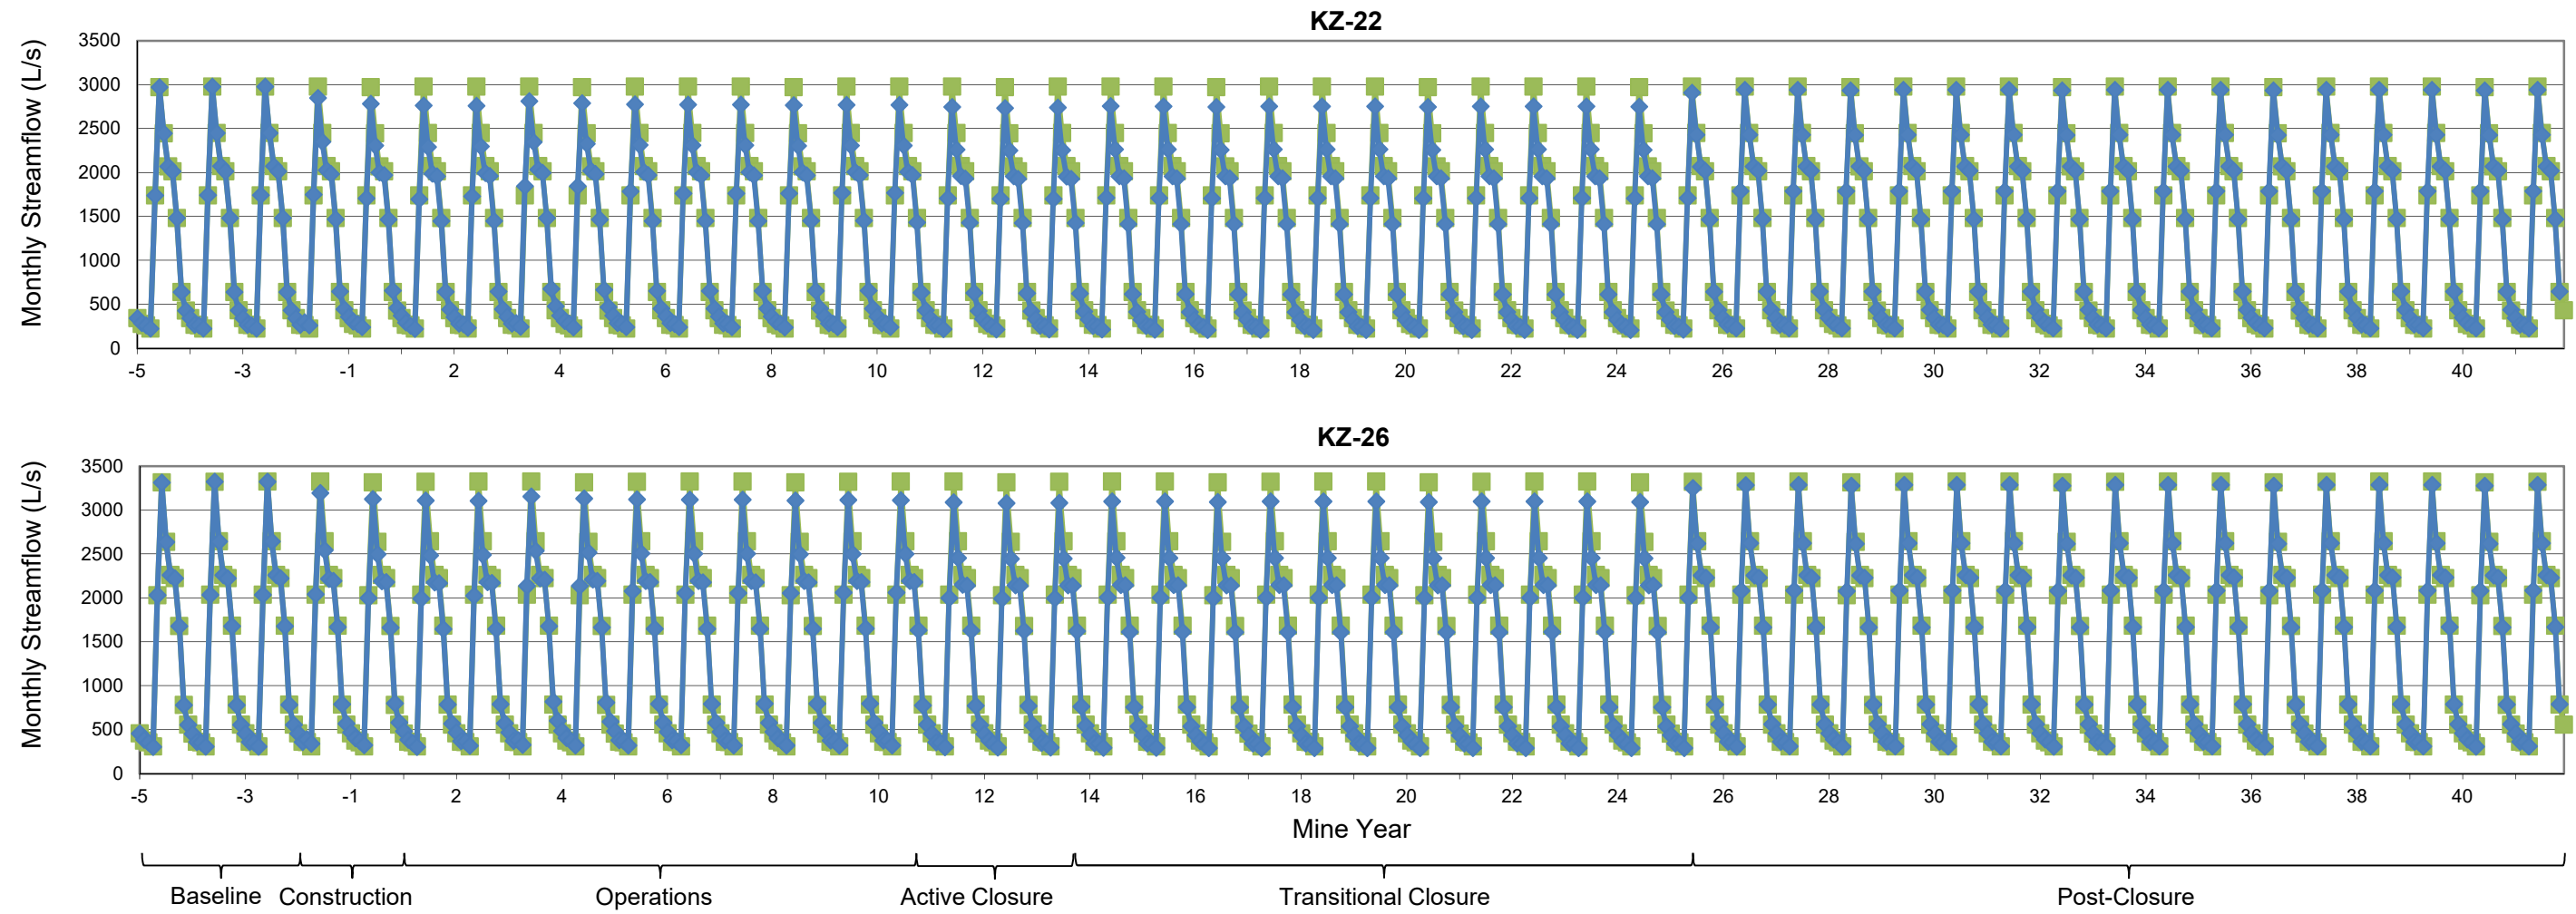 KZ-22
Monthly Streamflow (L/s)
3500
3000
2500
2000
1500
1000
500
0
-5 -3 -1 2 4 6 8 10 12 14 16 18 20 22 24 26 28 30 32 34 36 38 40
KZ-26
Monthly Streamflow (L/s)
3500
3000
2500
2000
1500
1000
500
0
-5 -3 -1 2 4 6 8 10 12 14 16 18 20 22 24 26 28 30 32 34 36 38 40
Mine Year
Baseline Construction Operations Active Closure Transitional Closure Post-Closure